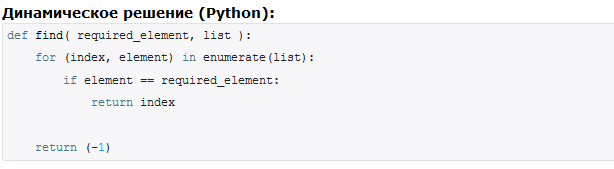 Динамическое решение (Python):
def find( required_element, list ):
    for (index, element) in enumerate(list):
        if element == required_element:
            return index
    return (-1)